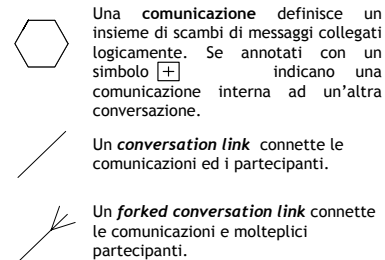 Una comunicazione definisce un
insieme di scambi di messaggi collegati
logicamente. Se annotati con un
simbolo + indicano una
comunicazione interna ad un'altra
conversazione.
Un conversation link connette le
comunicazioni ed i partecipanti.
Un forked conversation link connette
le comunicazioni e molteplici
partecipanti.